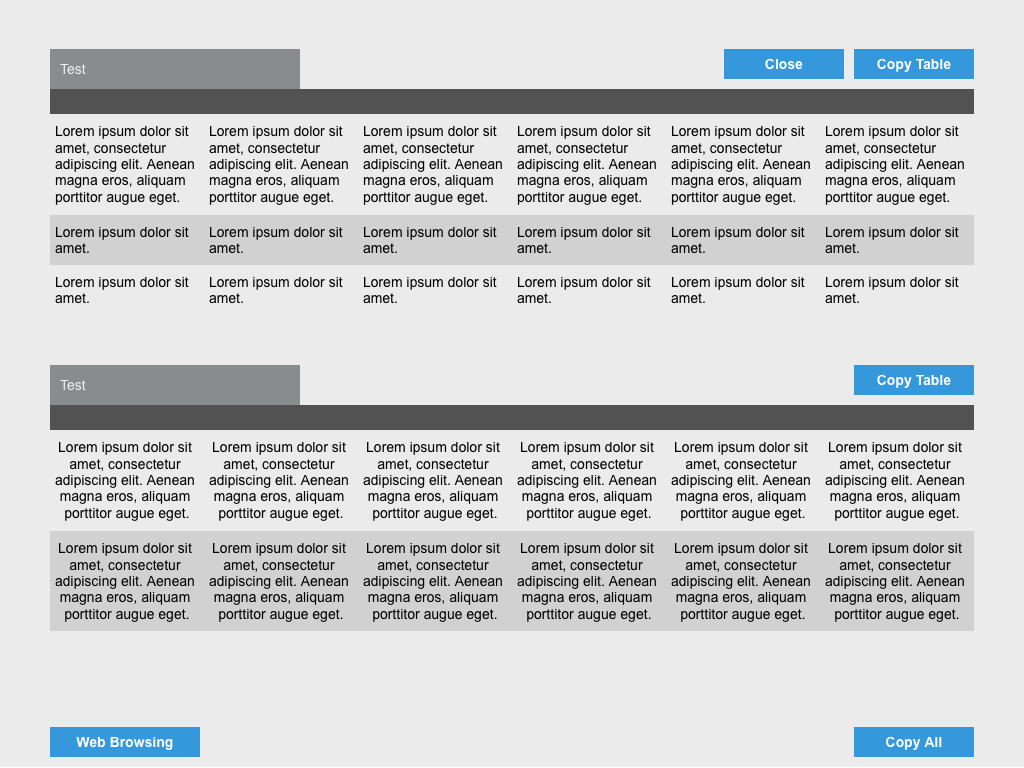 Test
Close
Copy Table
Lorem ipsum dolor sit
amet, consectetur
adipiscing elit. Aenean
magna eros, aliquam
porttitor augue eget.
Lorem ipsum dolor sit
amet, consectetur
adipiscing elit. Aenean
magna eros, aliquam
porttitor augue eget.
Lorem ipsum dolor sit
amet, consectetur
adipiscing elit. Aenean
magna eros, aliquam
porttitor augue eget.
Lorem ipsum dolor sit
amet, consectetur
adipiscing elit. Aenean
magna eros, aliquam
porttitor augue eget.
Lorem ipsum dolor sit
amet, consectetur
adipiscing elit. Aenean
magna eros, aliquam
porttitor augue eget.
Lorem ipsum dolor sit
amet, consectetur
adipiscing elit. Aenean
magna eros, aliquam
porttitor augue eget.
Lorem ipsum dolor sit
amet.
Lorem ipsum dolor sit
amet.
Lorem ipsum dolor sit
amet.
Lorem ipsum dolor sit
amet.
Lorem ipsum dolor sit
amet.
Lorem ipsum dolor sit
amet.
Lorem ipsum dolor sit
amet.
Lorem ipsum dolor sit
amet.
Lorem ipsum dolor sit
amet.
Lorem ipsum dolor sit
amet.
Lorem ipsum dolor sit
amet.
Lorem ipsum dolor sit
amet.
Test
Copy Table
Lorem ipsum dolor sit
amet, consectetur
adipiscing elit. Aenean
magna eros, aliquam
porttitor augue eget.
Lorem ipsum dolor sit
amet, consectetur
adipiscing elit. Aenean
magna eros, aliquam
porttitor augue eget.
Lorem ipsum dolor sit
amet, consectetur
adipiscing elit. Aenean
magna eros, aliquam
porttitor augue eget.
Lorem ipsum dolor sit
amet, consectetur
adipiscing elit. Aenean
magna eros, aliquam
porttitor augue eget.
Lorem ipsum dolor sit
amet, consectetur
adipiscing elit. Aenean
magna eros, aliquam
porttitor augue eget.
Lorem ipsum dolor sit
amet, consectetur
adipiscing elit. Aenean
magna eros, aliquam
porttitor augue eget.
Lorem ipsum dolor sit
amet, consectetur
adipiscing elit. Aenean
magna eros, aliquam
porttitor augue eget.
Lorem ipsum dolor sit
amet, consectetur
adipiscing elit. Aenean
magna eros, aliquam
porttitor augue eget.
Lorem ipsum dolor sit
amet, consectetur
adipiscing elit. Aenean
magna eros, aliquam
porttitor augue eget.
Lorem ipsum dolor sit
amet, consectetur
adipiscing elit. Aenean
magna eros, aliquam
porttitor augue eget.
Lorem ipsum dolor sit
amet, consectetur
adipiscing elit. Aenean
magna eros, aliquam
porttitor augue eget.
Lorem ipsum dolor sit
amet, consectetur
adipiscing elit. Aenean
magna eros, aliquam
porttitor augue eget.
Web Browsing
Copy All